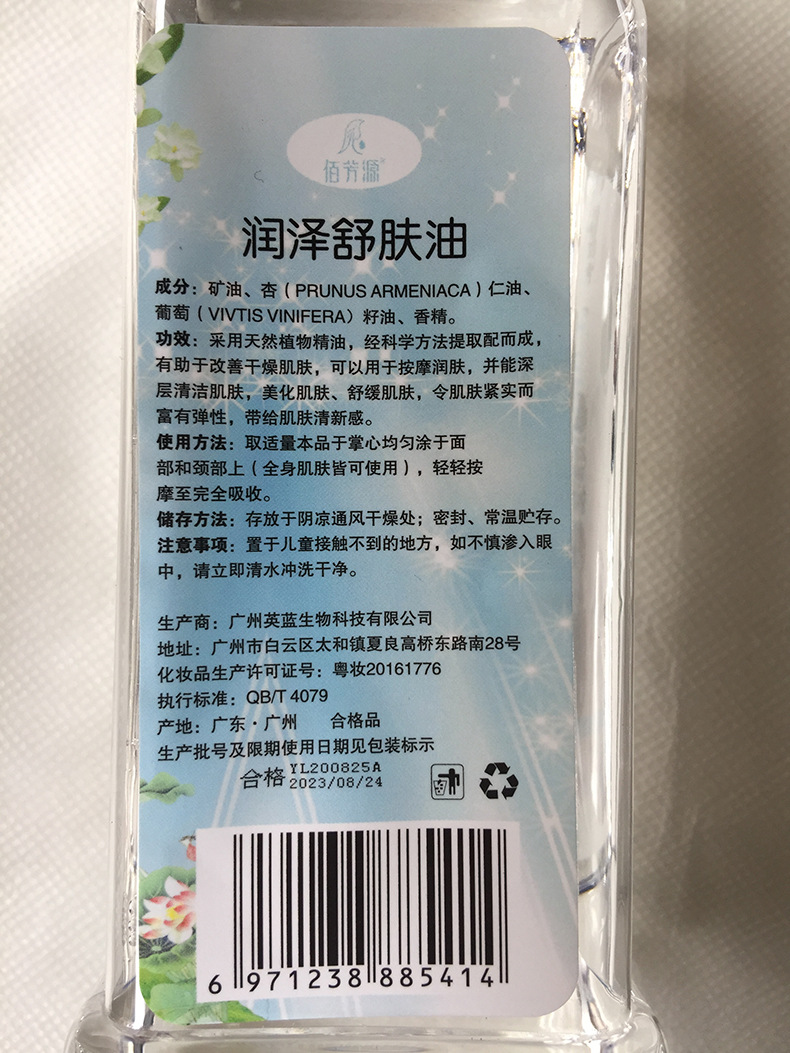 佰芳源
润泽舒肤油
成分：矿油、杏（PRUNUS ARMENIACA）仁油、
葡萄（VIVTIS VINIFERA）籽油、香精。
功效：采用天然植物精油，经科学方法提取配而成，
有助于改善干燥肌肤，可以用于按摩润肤，并能深
层清洁肌肤，美化肌肤、舒缓肌肤，令肌肤紧实而
富有弹性，带给肌肤清新感。
使用方法：取适量本品于掌心均匀涂于面
部和颈部上（全身肌肤皆可使用），轻轻按
摩至完全吸收。
储存方法：存放于阴凉通风干燥处；密封、常温贮存。
注意事项：置于儿童接触不到的地方，如不慎渗入眼
中，请立即清水冲洗干净。
生产商：广州英蓝生物科技有限公司
地址：广州市白云区太和镇夏良高桥东路南28号
化妆品生产许可证号：粤妆20161776
执行标准：QB/T 4079
产地：广东·广州 合格品
生产批号及限期使用日期见包装标示
合格 YL200825A
2023/08/24
6 971238 885414